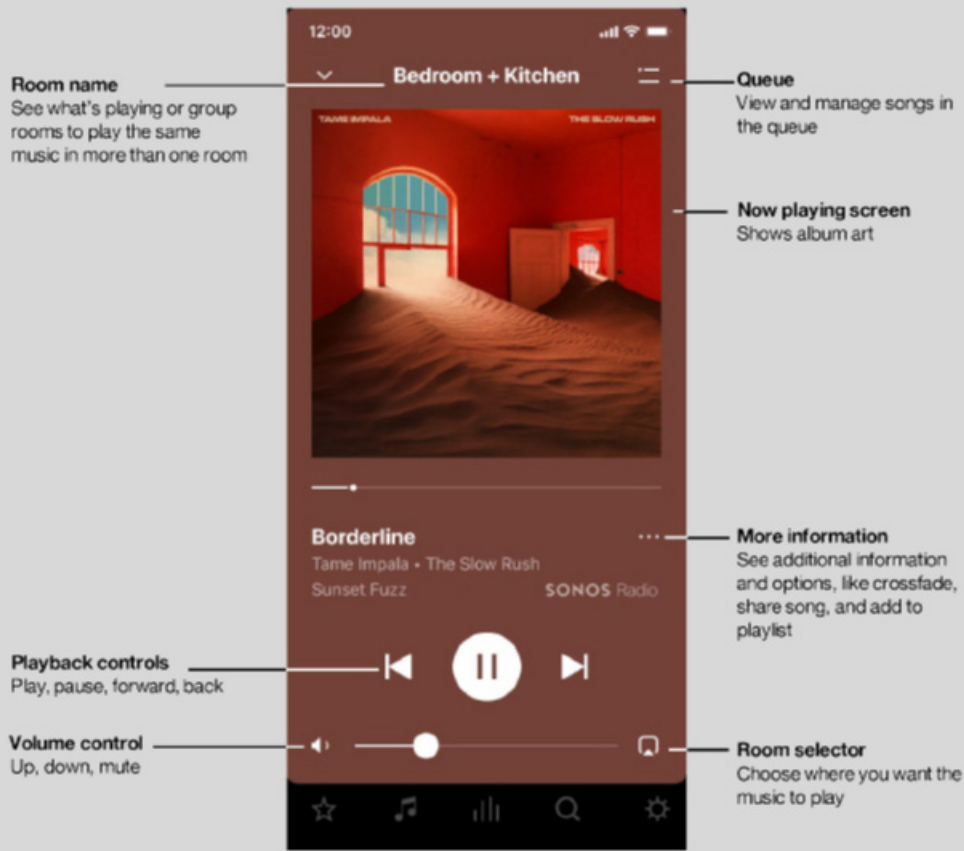 12:00
Bedroom + Kitchen
Room name
See what's playing or group
rooms to play the same
music in more than one room
Queue
View and manage songs in
the queue
TAME IMPALA
THE SLOW RUSH
Now playing screen
Shows album art
Borderline
Tame Impala • The Slow Rush
Sunset Fuzz
SONOS Radio
More information
See additional information
and options, like crossfade,
share song, and add to
playlist
Playback controls
Play, pause, forward, back
Volume control
Up, down, mute
Room selector
Choose where you want the
music to play